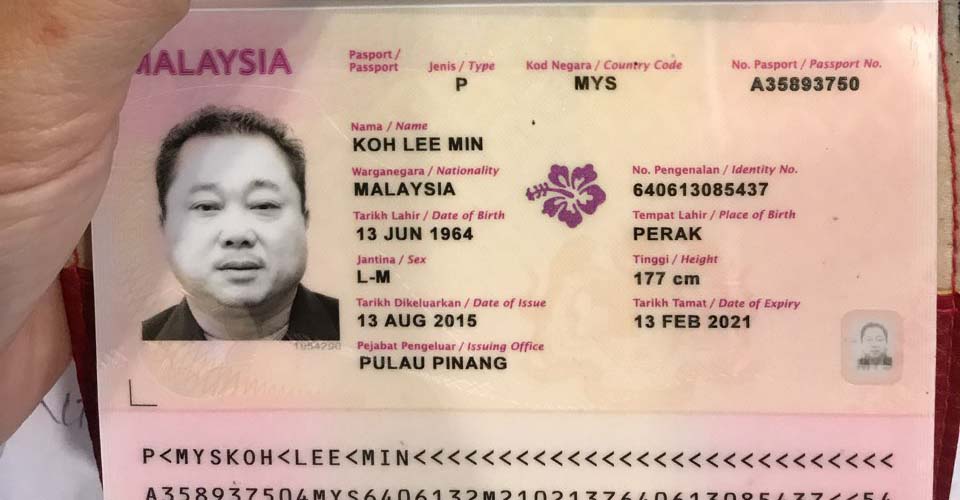 MALAYSIA
Pasport / Passport
Jenis / Type
P
Kod Negara / Country Code
MYS
No. Pasport / Passport No.
A35893750
Nama / Name
KOH LEE MIN
Warganegara / Nationality
MALAYSIA
No. Pengenalan / Identity No.
640613085437
Tarikh Lahir / Date of Birth
13 JUN 1964
Tempat Lahir / Place of Birth
PERAK
Jantina / Sex
L-M
Tinggi / Height
177 cm
Tarikh Dikeluarkan / Date of Issue
13 AUG 2015
Tarikh Tamat / Date of Expiry
13 FEB 2021
Pejabat Pengeluar / Issuing Office
PULAU PINANG
P<MYSKOH<LEE<MIN<<<<<<<<<<<<<<<<<<<<<<<<<<<<
A358937504MYS6406132M2102137640613085437<<54